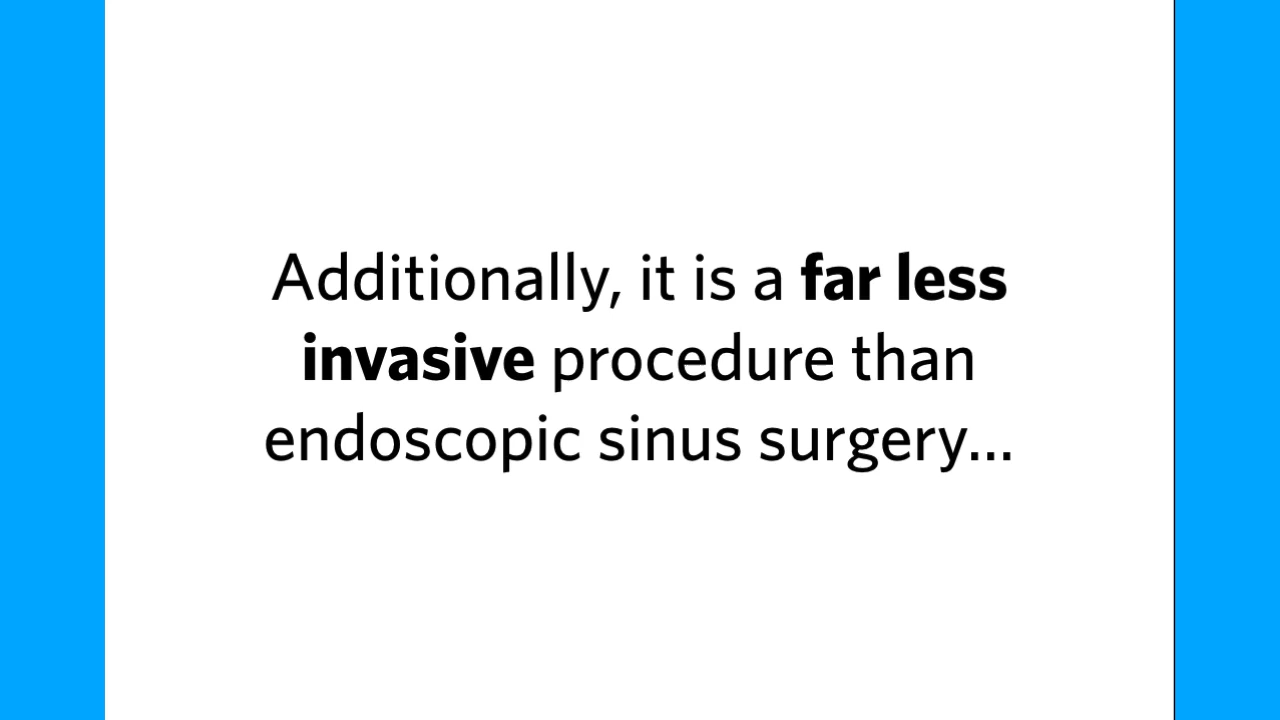 Additionally, it is a far less
invasive procedure than
endoscopic sinus surgery...